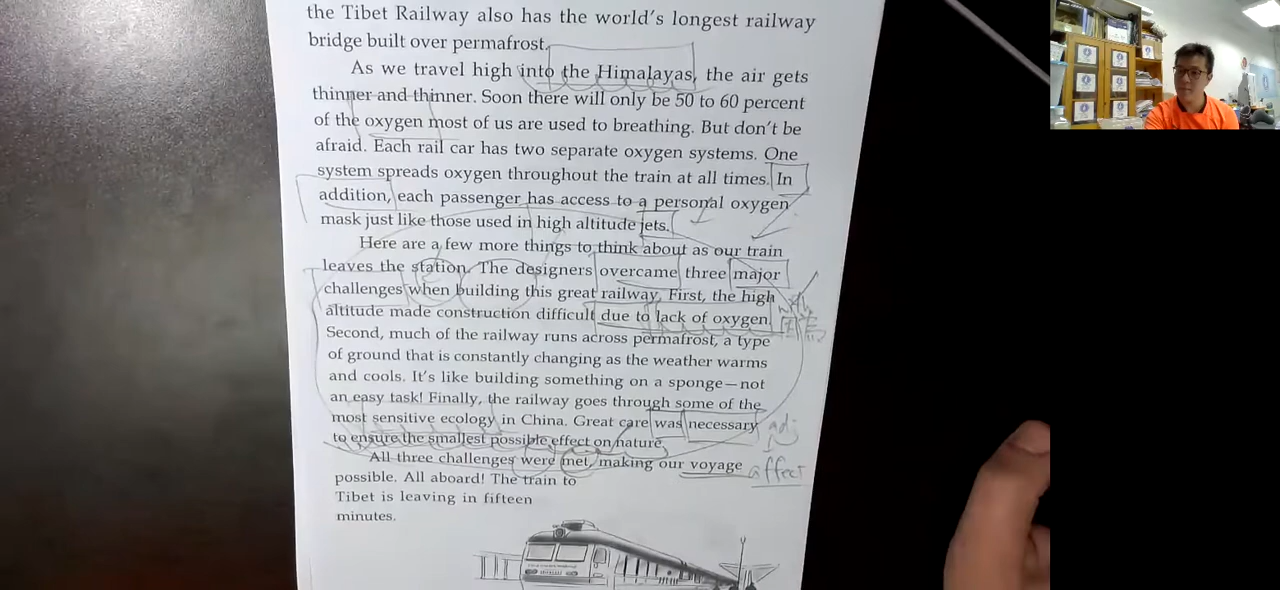 the Tibet Railway also has the world's longest railway
bridge built over permafrost.
As we travel high into the Himalayas, the air gets
thinner and thinner. Soon there will only be 50 to 60 percent
of the oxygen most of us are used to breathing. But don't be
afraid. Each rail car has two separate oxygen systems. One
system spreads oxygen throughout the train at all times. In
addition, each passenger has access to a personal oxygen
mask just like those used in high altitude jets.
Here are a few more things to think about as our train
leaves the station. The designers overcame three major
challenges when building this great railway. First, the high
altitude made construction difficult due to lack of oxygen.
Second, much of the railway runs across permafrost, a type
of ground that is constantly changing as the weather warms
and cools. It's like building something on a sponge—not
an easy task! Finally, the railway goes through some of the
most sensitive ecology in China. Great care was necessary
adj
to ensure the smallest possible effect on nature.
All three challenges were met, making our voyage
affect
possible. All aboard! The train to
Tibet is leaving in fifteen
minutes.